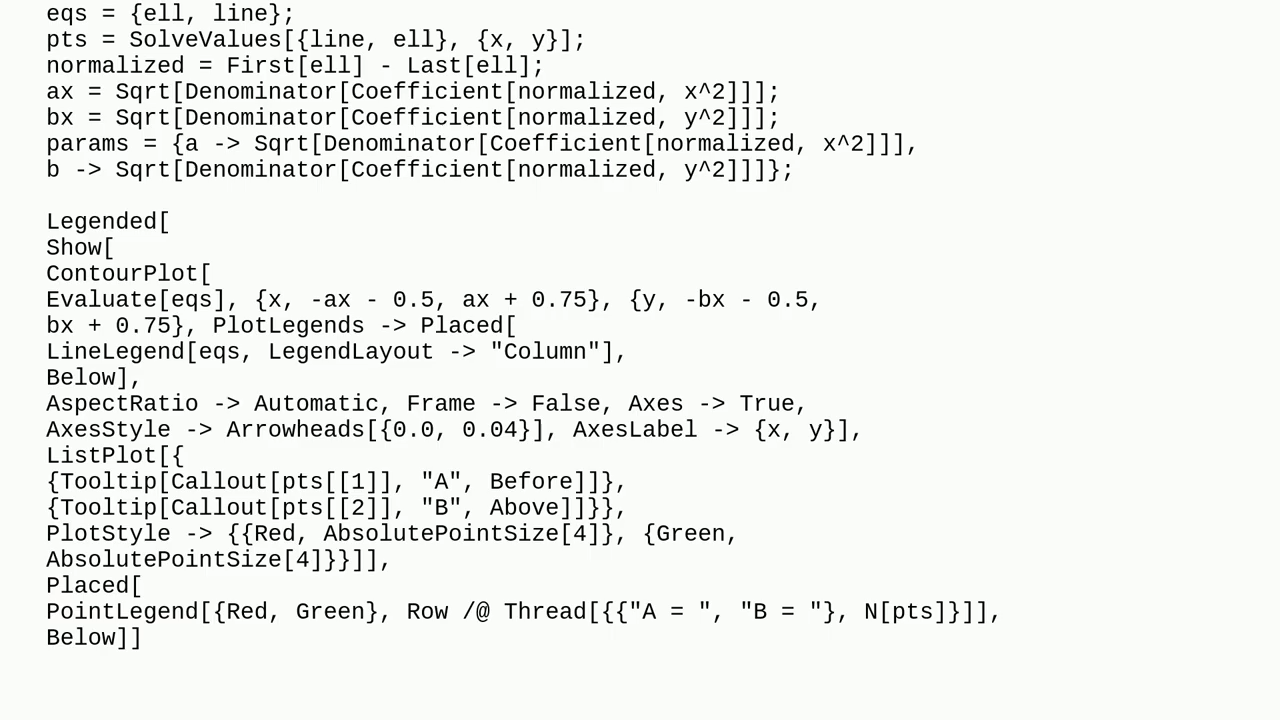 eqs = {ell, line};
pts = SolveValues[{line, ell}, {x, y}];
normalized = First[ell] - Last[ell];
ax = Sqrt[Denominator[Coefficient[normalized, x^2]]];
bx = Sqrt[Denominator[Coefficient[normalized, y^2]]];
params = {a -> Sqrt[Denominator[Coefficient[normalized, x^2]]],
b -> Sqrt[Denominator[Coefficient[normalized, y^2]]]};
Legended[
Show[
ContourPlot[
Evaluate[eqs], {x, -ax - 0.5, ax + 0.75}, {y, -bx - 0.5,
bx + 0.75}, PlotLegends -> Placed[
LineLegend[eqs, LegendLayout -> "Column"],
Below],
AspectRatio -> Automatic, Frame -> False, Axes -> True,
AxesStyle -> Arrowheads[{0.0, 0.04}], AxesLabel -> {x, y}],
ListPlot[{
{Tooltip[Callout[pts[[1]], "A", Before]]},
{Tooltip[Callout[pts[[2]], "B", Above]]}},
PlotStyle -> {{Red, AbsolutePointSize[4]}, {Green,
AbsolutePointSize[4]}}]],
Placed[
PointLegend[{Red, Green}, Row /@ Thread[{{"A = ", "B = "}, N[pts]}]],
Below]]